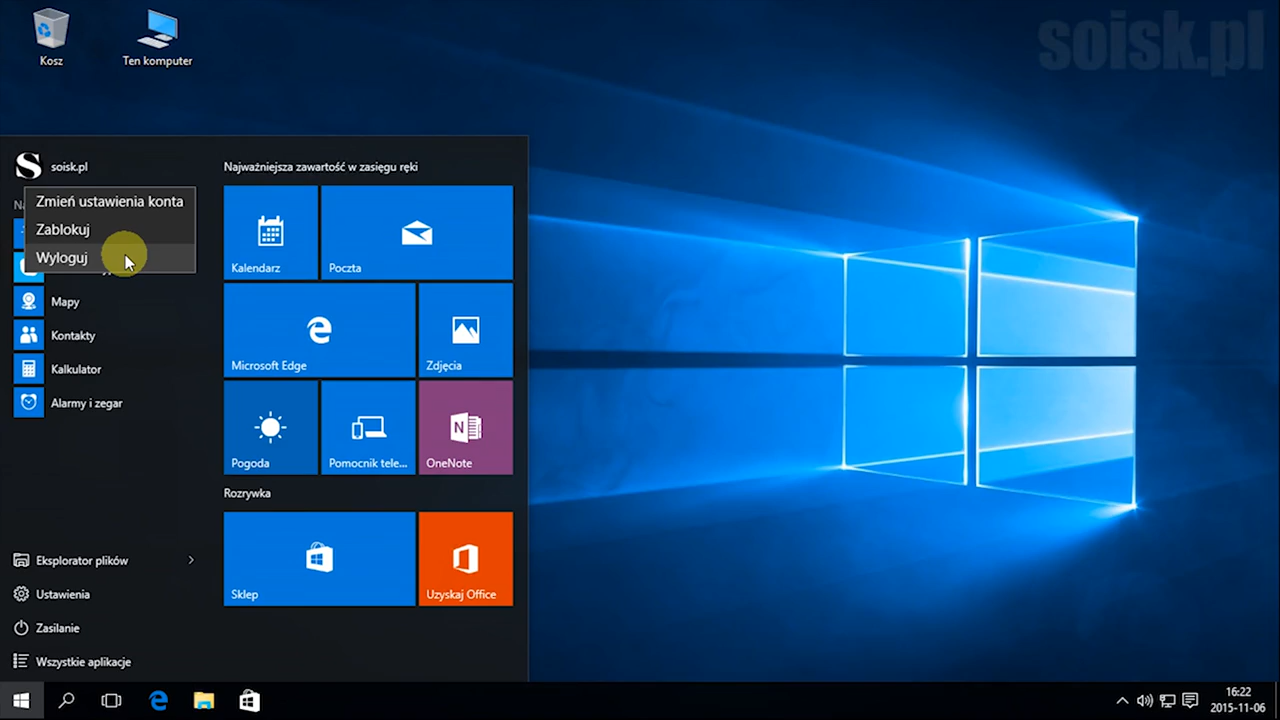 soisk.pl
Kosz
Ten komputer
soisk.pl
Najważniejsza zawartość w zasięgu ręki
Zmień ustawienia konta
Zablokuj
Wyloguj
Mapy
Kontakty
Kalkulator
Alarmy i zegar
Kalendarz
Poczta
Microsoft Edge
Zdjęcia
Pogoda
Pomocnik tele...
OneNote
Rozrywka
Sklep
Uzyskaj Office
Eksplorator plików
Ustawienia
Zasilanie
Wszystkie aplikacje
16:22
2015-11-06